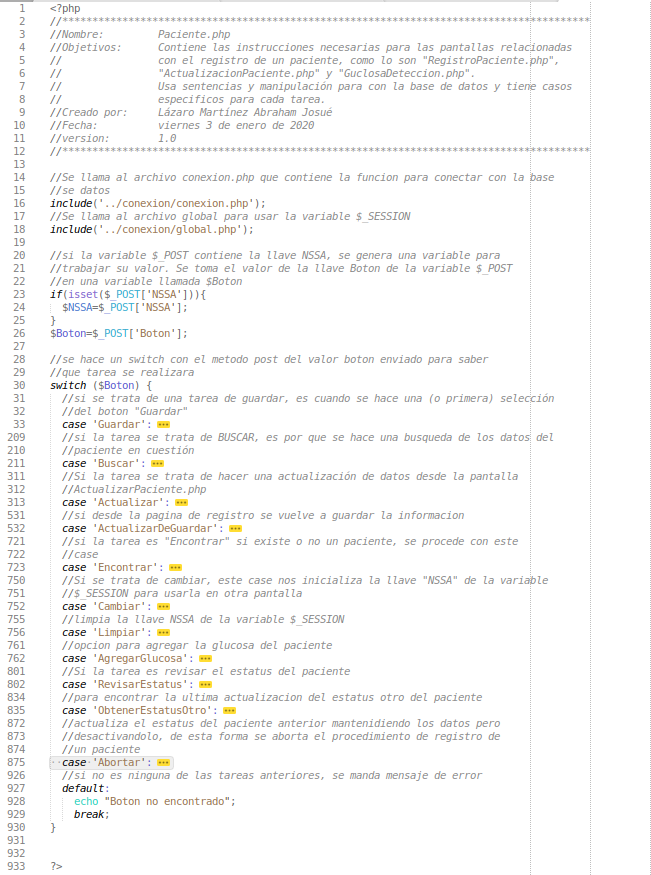 1 <?php
2 //****************************************************************************************
3 //Nombre: Paciente.php
4 //Objetivos: Contiene las instrucciones necesarias para las pantallas relacionadas
5 // con el registro de un paciente, como lo son "RegistroPaciente.php",
6 // "ActualizacionPaciente.php" y "GuclosaDeteccion.php".
7 // Usa sentencias y manipulación para con la base de datos y tiene casos
8 // especificos para cada tarea.
9 //Creado por: Lázaro Martínez Abraham Josué
10 //Fecha: viernes 3 de enero de 2020
11 //version: 1.0
12 //****************************************************************************************
13
14 //Se llama al archivo conexion.php que contiene la funcion para conectar con la base
15 //se datos
16 include('../conexion/conexion.php');
17 //Se llama al archivo global para usar la variable $_SESSION
18 include('../conexion/global.php');
19
20 //si la variable $_POST contiene la llave NSSA, se genera una variable para
21 //trabajar su valor. Se toma el valor de la llave Boton de la variable $_POST
22 //en una variable llamada $Boton
23 if(isset($_POST['NSSA'])){
24 $NSSA=$_POST['NSSA'];
25 }
26 $Boton=$_POST['Boton'];
27
28 //se hace un switch con el metodo post del valor boton enviado para saber
29 //que tarea se realizara
30 switch ($Boton) {
31 //si se trata de una tarea de guardar, es cuando se hace una (o primera) selección
32 //del boton "Guardar"
33 case 'Guardar': ···
209 //si la tarea se trata de BUSCAR, es por que se hace una busqueda de los datos del
210 //paciente en cuestión
211 case 'Buscar': ···
311 //Si la tarea se trata de hacer una actualización de datos desde la pantalla
312 //ActualizarPaciente.php
313 case 'Actualizar': ···
531 //si desde la pagina de registro se vuelve a guardar la informacion
532 case 'ActualizarDeGuardar': ···
721 //si la tarea es "Encontrar" si existe o no un paciente, se procede con este
722 //case
723 case 'Encontrar': ···
750 //Si se trata de cambiar, este case nos inicializa la llave "NSSA" de la variable
751 //$_SESSION para usarla en otra pantalla
752 case 'Cambiar': ···
755 //limpia la llave NSSA de la variable $_SESSION
756 case 'Limpiar': ···
761 //opcion para agregar la glucosa del paciente
762 case 'AgregarGlucosa': ···
801 //Si la tarea es revisar el estatus del paciente
802 case 'RevisarEstatus': ···
834 //para encontrar la ultima actualizacion del estatus otro del paciente
835 case 'ObtenerEstatusOtro': ···
872 //actualiza el estatus del paciente anterior mantenidiendo los datos pero
873 //desactivandolo, de esta forma se aborta el procedimiento de registro de
874 //un paciente
875 ··case·'Abortar': ···
926 //si no es ninguna de las tareas anteriores, se manda mensaje de error
927 default:
928 echo "Boton no encontrado";
929 break;
930 }
931
932
933 ?>